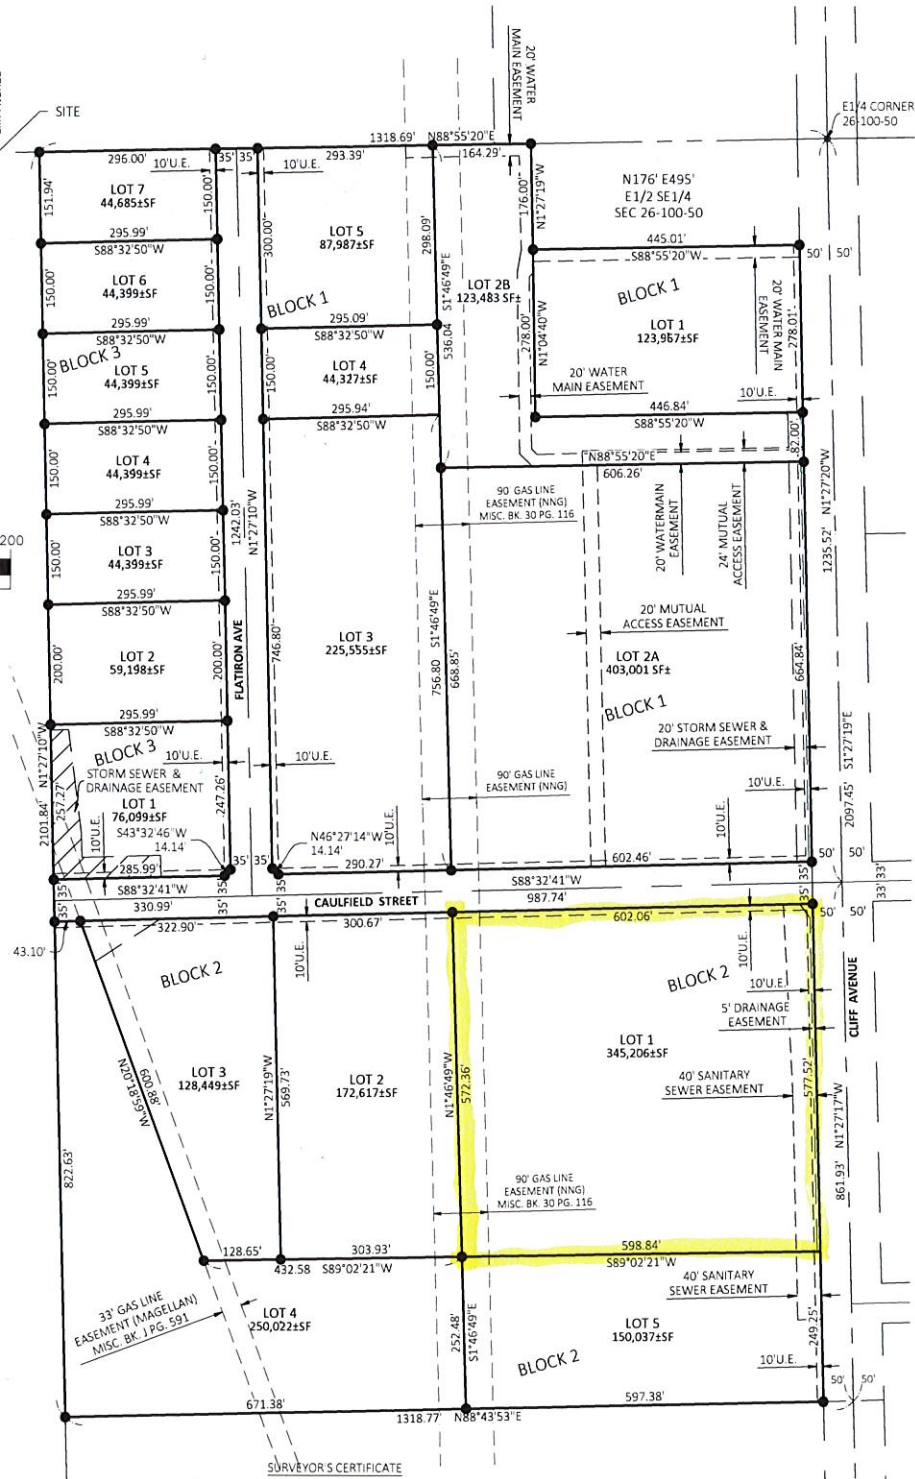 SITE
20' WATER
MAIN EASEMENT
E1/4 CORNER
26-100-50
1318.69' N88°55'20"E
296.00'
35' 35'
293.39'
164.29'
10'U.E.
10'U.E.
151.94'
LOT 7
44,685±SF
150.00'
300.00'
LOT 5
87,987±SF
298.09'
176.00'
N1°27'19"W
N176' E495'
E1/2 SE1/4
SEC 26-100-50
295.99'
S88°32'50"W
445.01'
S88°55'20"W
50' 50'
150.00'
LOT 6
44,399±SF
150.00'
BLOCK 1
S1°46'49"E
536.04
LOT 2B
123,483 SF±
278.00'
N1°04'40"W
BLOCK 1
LOT 1
123,967±SF
20' WATER MAIN
EASEMENT
278.01'
295.99'
S88°32'50"W
295.09'
S88°32'50"W
BLOCK 3
150.00'
LOT 5
44,399±SF
150.00'
150.00'
LOT 4
44,327±SF
150.00'
20' WATER
MAIN EASEMENT
10'U.E.
295.99'
S88°32'50"W
295.94'
S88°32'50"W
446.84'
S88°55'20"W
82.00'
150.00'
LOT 4
44,399±SF
150.00'
N88°55'20"E
606.26'
295.99'
S88°32'50"W
90' GAS LINE
EASEMENT (NNG)
MISC. BK. 30 PG. 116
20' WATERMAIN
EASEMENT
24' MUTUAL
ACCESS EASEMENT
1235.52' N1°27'20"W
200
150.00'
LOT 3
44,399±SF
150.00'
1242.03'
N1°27'10"W
295.99'
S88°32'50"W
20' MUTUAL
ACCESS EASEMENT
200.00'
LOT 2
59,198±SF
200.00'
FLATIRON AVE
746.80'
LOT 3
225,555±SF
756.80 S1°46'49"E
668.85'
LOT 2A
403,001 SF±
664.84'
295.99'
S88°32'50"W
BLOCK 1
BLOCK 3
10'U.E.
10'U.E.
20' STORM SEWER &
DRAINAGE EASEMENT
STORM SEWER &
DRAINAGE EASEMENT
2101.84' N1°27'10"W
257.27'
LOT 1
76,099±SF
247.26'
90' GAS LINE
EASEMENT (NNG)
10'U.E.
2097.45' S1°27'19"E
10'U.E.
S43°32'46"W
14.14'
N46°27'14"W
14.14'
10'U.E.
10'U.E.
285.99'
35'
35'
290.27'
602.46'
50' 50'
35'
S88°32'41"W
35'
35'
S88°32'41"W
33' 33'
330.99'
CAULFIELD STREET
987.74'
35'
322.90'
35'
300.67'
602.06'
50' 50'
43.10'
10'U.E.
10'U.E.
BLOCK 2
BLOCK 2
10'U.E.
5' DRAINAGE
EASEMENT
CLIFF AVENUE
LOT 1
345,206±SF
600.88'
N20°18'59"W
LOT 3
128,449±SF
N1°27'19"W
569.73'
LOT 2
172,617±SF
N1°46'49"W
572.36'
40' SANITARY
SEWER EASEMENT
577.52'
822.63'
861.93' N1°27'17"W
90' GAS LINE
EASEMENT (NNG)
MISC. BK. 30 PG. 116
128.65'
303.93'
598.84'
432.58 S89°02'21"W
S89°02'21"W
40' SANITARY
SEWER EASEMENT
33' GAS LINE
EASEMENT (MAGELLAN)
MISC. BK. J PG. 591
LOT 4
250,022±SF
252.48'
S1°46'49"E
LOT 5
150,037±SF
249.25'
BLOCK 2
10'U.E.
50' 50'
671.38'
597.38'
1318.77' N88°43'53"E
SURVEYOR'S CERTIFICATE